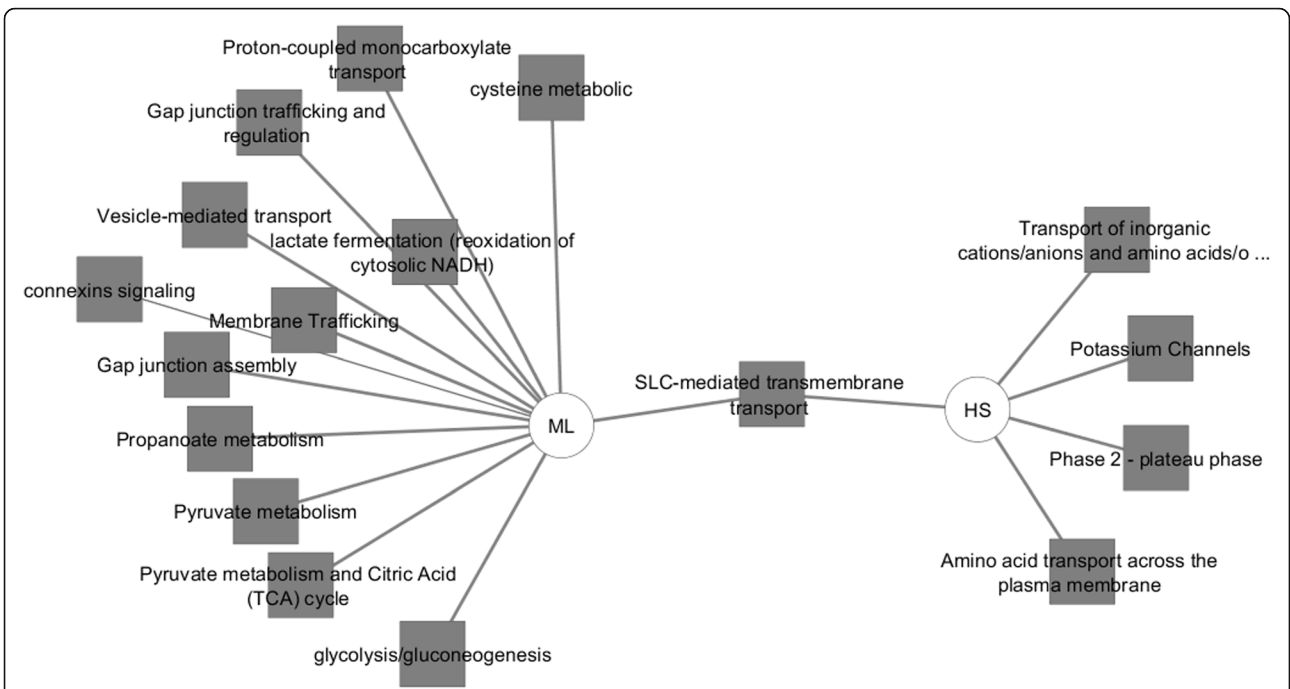 Proton-coupled monocarboxylate
transport
cysteine metabolic
Gap junction trafficking and
regulation
Vesicle-mediated transport
lactate fermentation (reoxidation of
cytosolic NADH)
connexins signaling
Membrane Trafficking
Gap junction assembly
Propanoate metabolism
Pyruvate metabolism
Pyruvate metabolism and Citric Acid
(TCA) cycle
glycolysis/gluconeogenesis
ML
SLC-mediated transmembrane
transport
HS
Transport of inorganic
cations/anions and amino acids/o ...
Potassium Channels
Phase 2 - plateau phase
Amino acid transport across the
plasma membrane